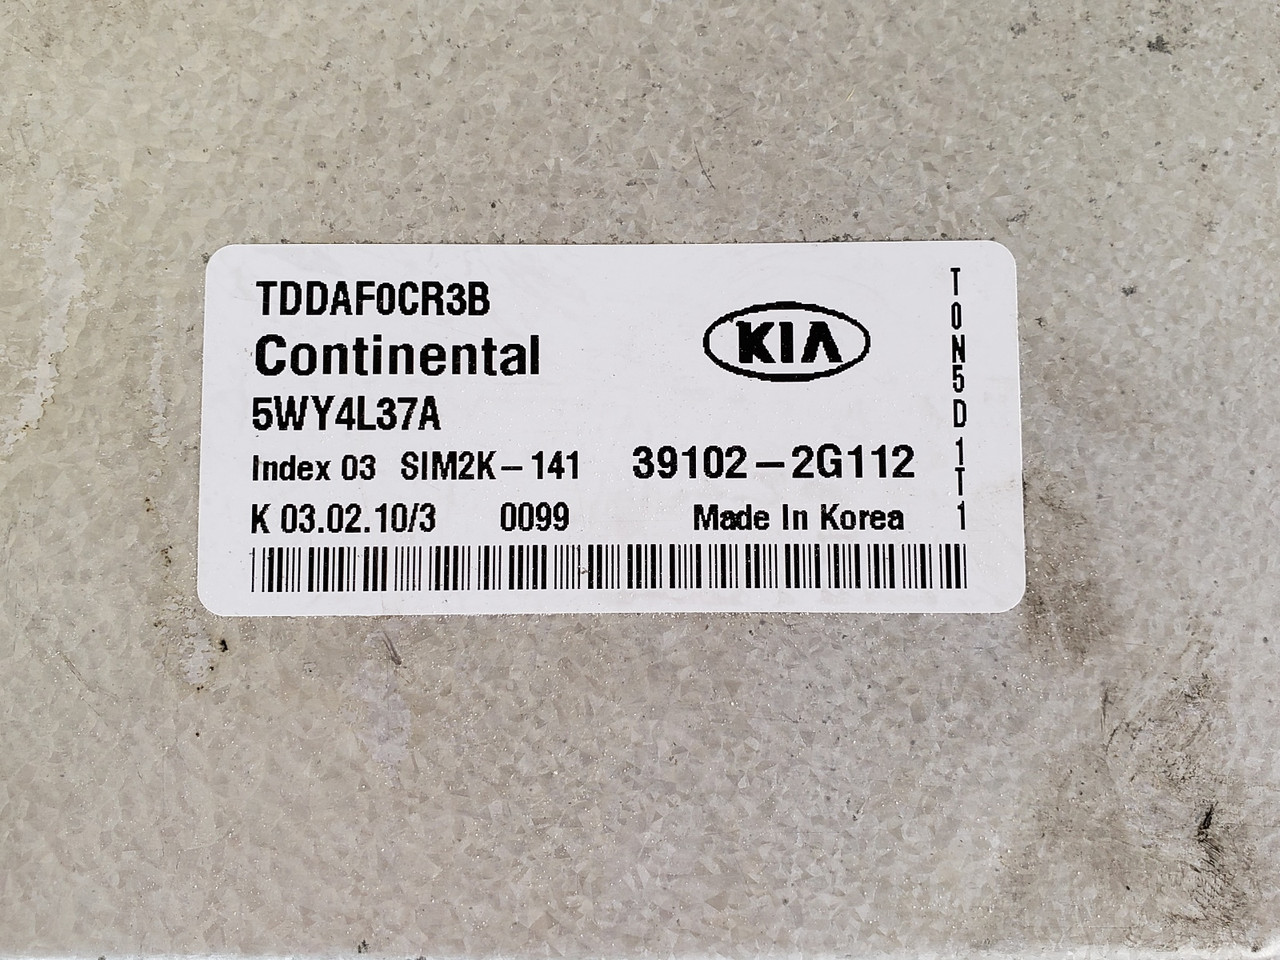 TDDAF0CR3B
Continental
KIA
5WY4L37A
Index 03 SIM2K-141 39102-2G112
K 03.02.10/3 0099 Made In Korea
T0N5D1T1